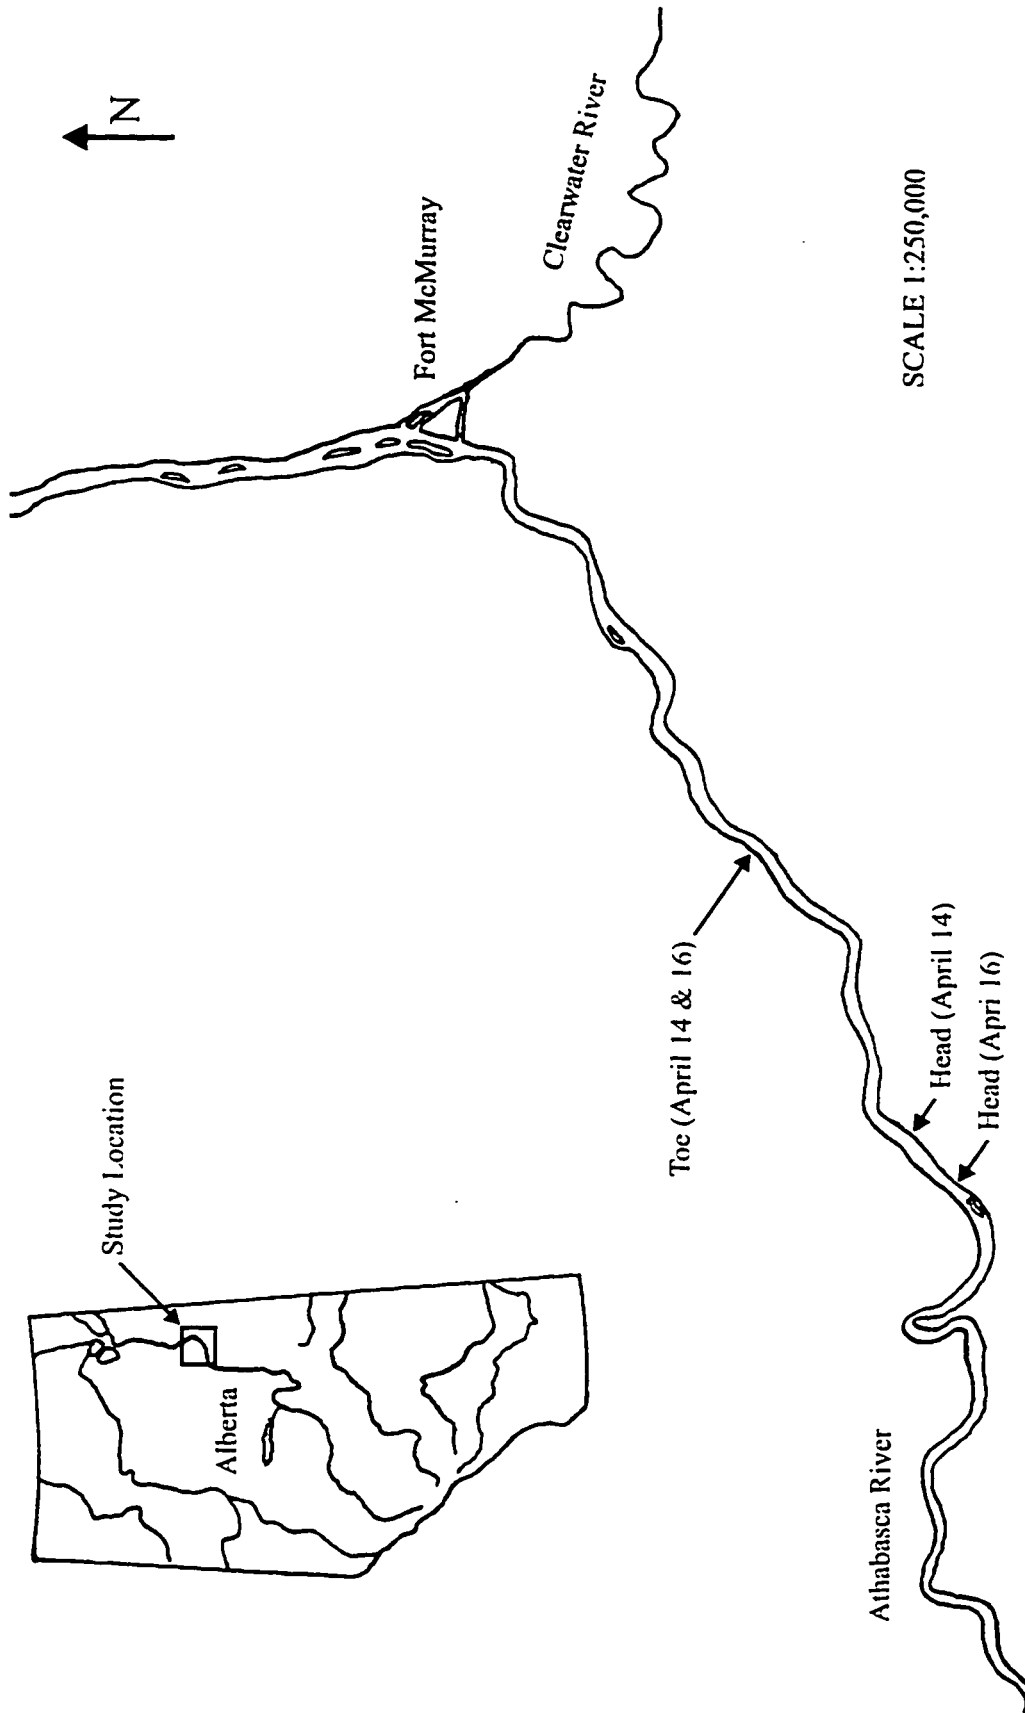 N
Fort McMurray
Clearwater River
SCALE 1:250,000
Study Location
Alberta
Toe (April 14 & 16)
Head (April 14)
Head (Apri 16)
Athabasca River